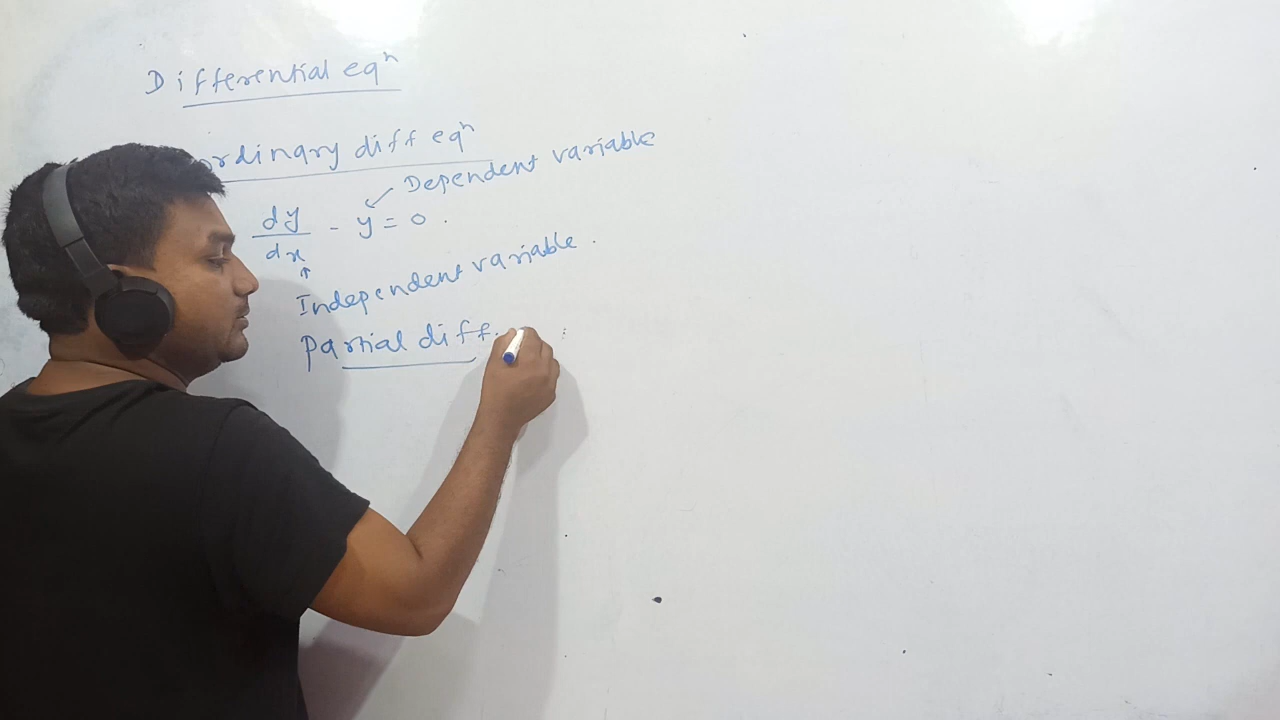 Differential eqⁿ
ordinary diff eqⁿ
Dependent variable
dy/dx - y = 0.
Independent variable.
Partial diff.